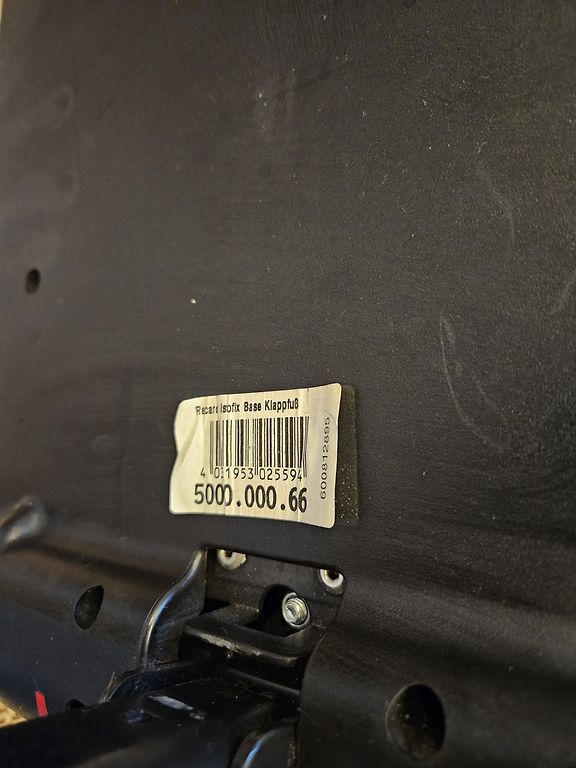 Recaro Isofix Base Klappfuß
4 011953 025594
5000.000.66
600812895